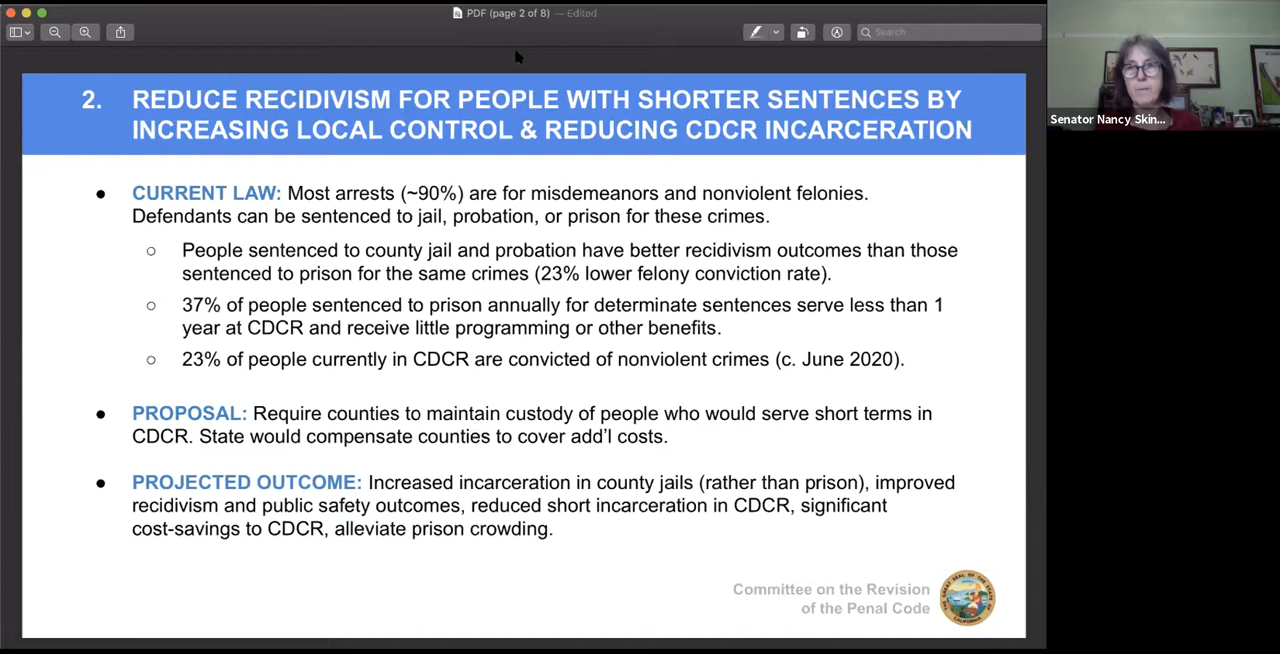 PDF (page 2 of 8) — Edited
Search
2. REDUCE RECIDIVISM FOR PEOPLE WITH SHORTER SENTENCES BY
INCREASING LOCAL CONTROL & REDUCING CDCR INCARCERATION
Senator Nancy Skin...
● CURRENT LAW: Most arrests (~90%) are for misdemeanors and nonviolent felonies.
Defendants can be sentenced to jail, probation, or prison for these crimes.
○ People sentenced to county jail and probation have better recidivism outcomes than those
sentenced to prison for the same crimes (23% lower felony conviction rate).
○ 37% of people sentenced to prison annually for determinate sentences serve less than 1
year at CDCR and receive little programming or other benefits.
○ 23% of people currently in CDCR are convicted of nonviolent crimes (c. June 2020).
● PROPOSAL: Require counties to maintain custody of people who would serve short terms in
CDCR. State would compensate counties to cover add’l costs.
● PROJECTED OUTCOME: Increased incarceration in county jails (rather than prison), improved
recidivism and public safety outcomes, reduced short incarceration in CDCR, significant
cost-savings to CDCR, alleviate prison crowding.
Committee on the Revision
of the Penal Code